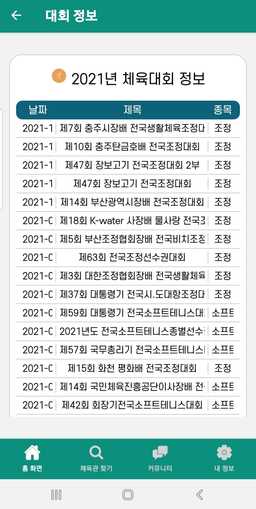 대회 정보
2021년 체육대회 정보
날짜 제목 종목
2021-1 제7회 충주시장배 전국생활체육조정대 조정
2021-1 제10회 충주탄금호배 전국조정대회 조정
2021-1 제47회 장보고기 전국조정대회 2부 조정
2021-1 제47회 장보고기 전국조정대회 조정
2021-1 제14회 부산광역시장배 전국조정대회 조정
2021-0 제18회 K-water 사장배 물사랑 전국조 조정
2021-0 제5회 부산조정협회장배 전국비치조정 조정
2021-0 제63회 전국조정선수권대회 조정
2021-0 제3회 대한조정협회장배 전국생활체육 조정
2021-0 제37회 대통령기 전국시.도대항조정대 조정
2021-0 제59회 대통령기 전국소프트테니스대 소프트
2021-0 2021년도 전국소프트테니스종별선수 소프트
2021-0 제57회 국무총리기 전국소프트테니스 소프트
2021-0 제15회 화천 평화배 전국조정대회 조정
2021-0 제14회 국민체육진흥공단이사장배 전 소프트
2021-0 제42회 회장기전국소프트테니스대회 소프트
홈 화면 체육관 찾기 커뮤니티 내 정보